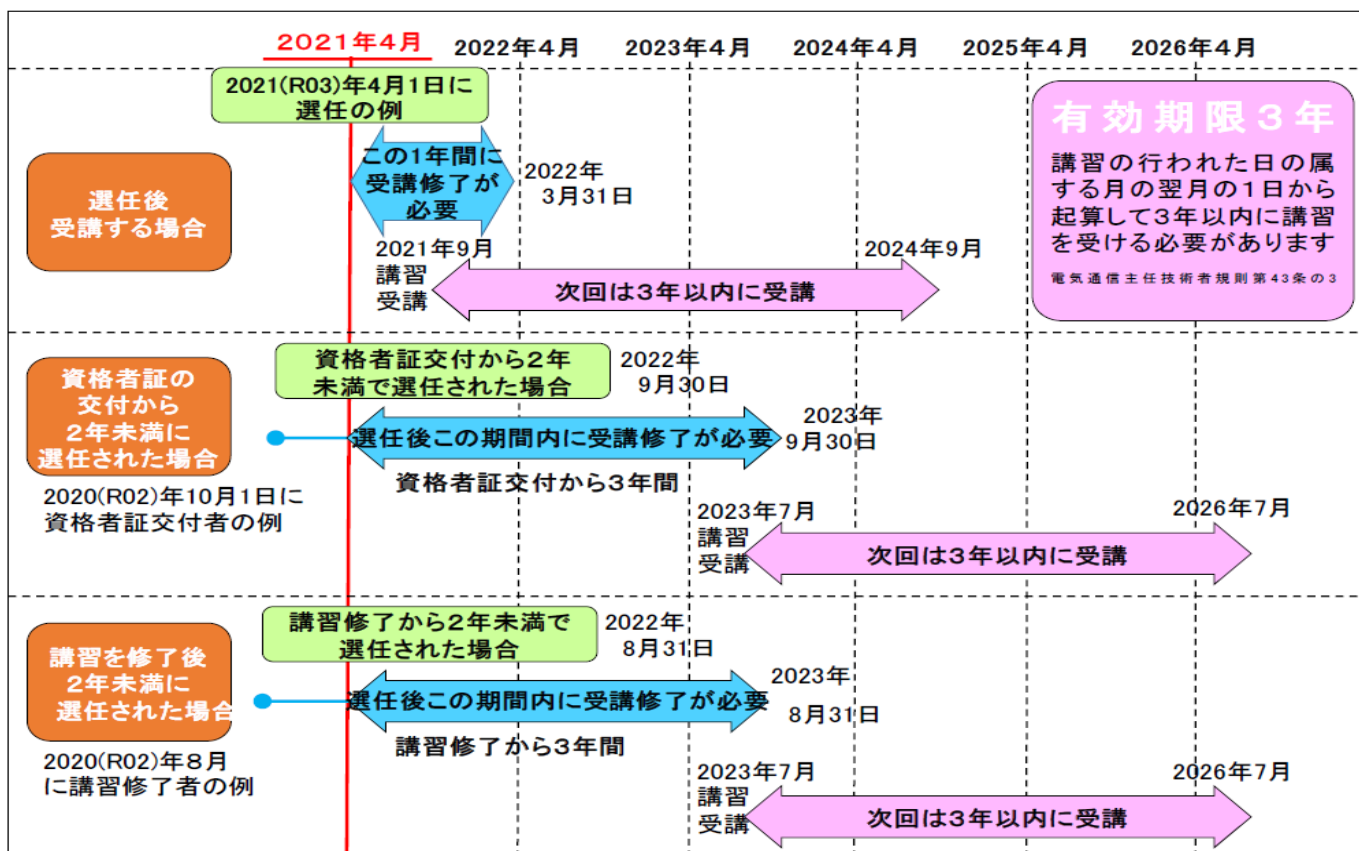 2021年4月
2022年4月
2023年4月
2024年4月
2025年4月
2026年4月
2021(R03)年4月1日に
選任の例
この1年間に
受講修了が
必要
2022年
3月31日
選任後
受講する場合
2021年9月
講習
受講
2024年9月
次回は3年以内に受講
有効期限3年
講習の行われた日の属
する月の翌月の1日から
起算して3年以内に講習
を受ける必要があります
電気通信主任技術者規則第43条の3
資格者証の
交付から
2年未満に
選任された場合
資格者証交付から2年
未満で選任された場合
2022年
9月30日
選任後この期間内に受講修了が必要
2023年
9月30日
資格者証交付から3年間
2020(R02)年10月1日に
資格者証交付者の例
2023年7月
講習
受講
2026年7月
次回は3年以内に受講
講習を修了後
2年未満に
選任された場合
講習修了から2年未満で
選任された場合
2022年
8月31日
選任後この期間内に受講修了が必要
2023年
8月31日
講習修了から3年間
2020(R02)年8月
に講習修了者の例
2023年7月
講習
受講
2026年7月
次回は3年以内に受講